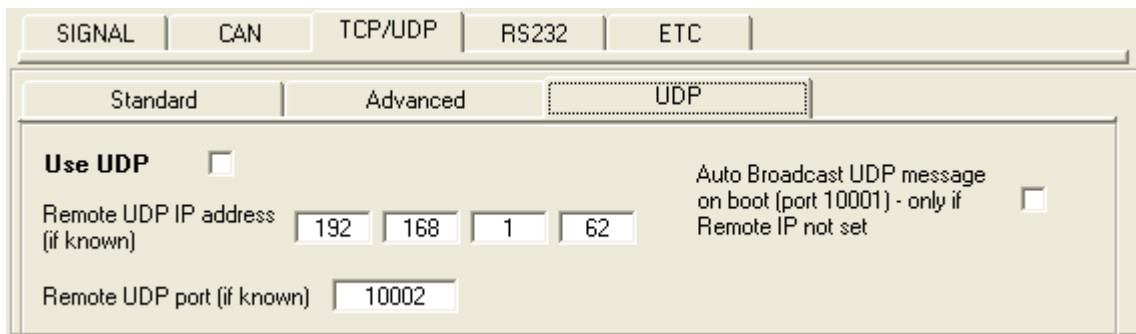 SIGNAL CAN TCP/UDP RS232 ETC
Standard Advanced UDP
Use UDP
Remote UDP IP address
(if known)
192 168 1 62
Remote UDP port (if known) 10002
Auto Broadcast UDP message
on boot (port 10001) - only if
Remote IP not set